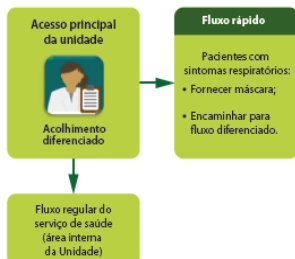 Acesso principal
da unidade
Acolhimento
diferenciado
Fluxo rápido
Pacientes com
sintomas respiratórios:
• Fornecer máscara;
• Encaminhar para
fluxo diferenciado.
Fluxo regular do
serviço de saúde
(área interna
da Unidade)